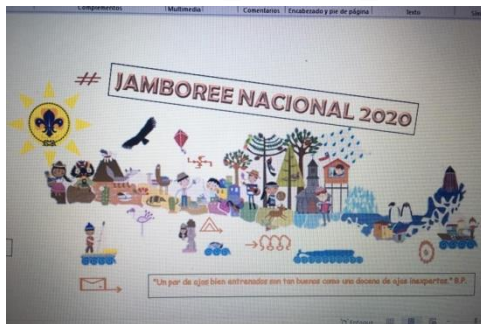 Complementos
Multimedia
Comentarios
Encabezado y pie de página
Texto
# JAMBOREE NACIONAL 2020
"Un par de ojos bien entrenados son tan buenos como una docena de ojos inexpertos." B.P.